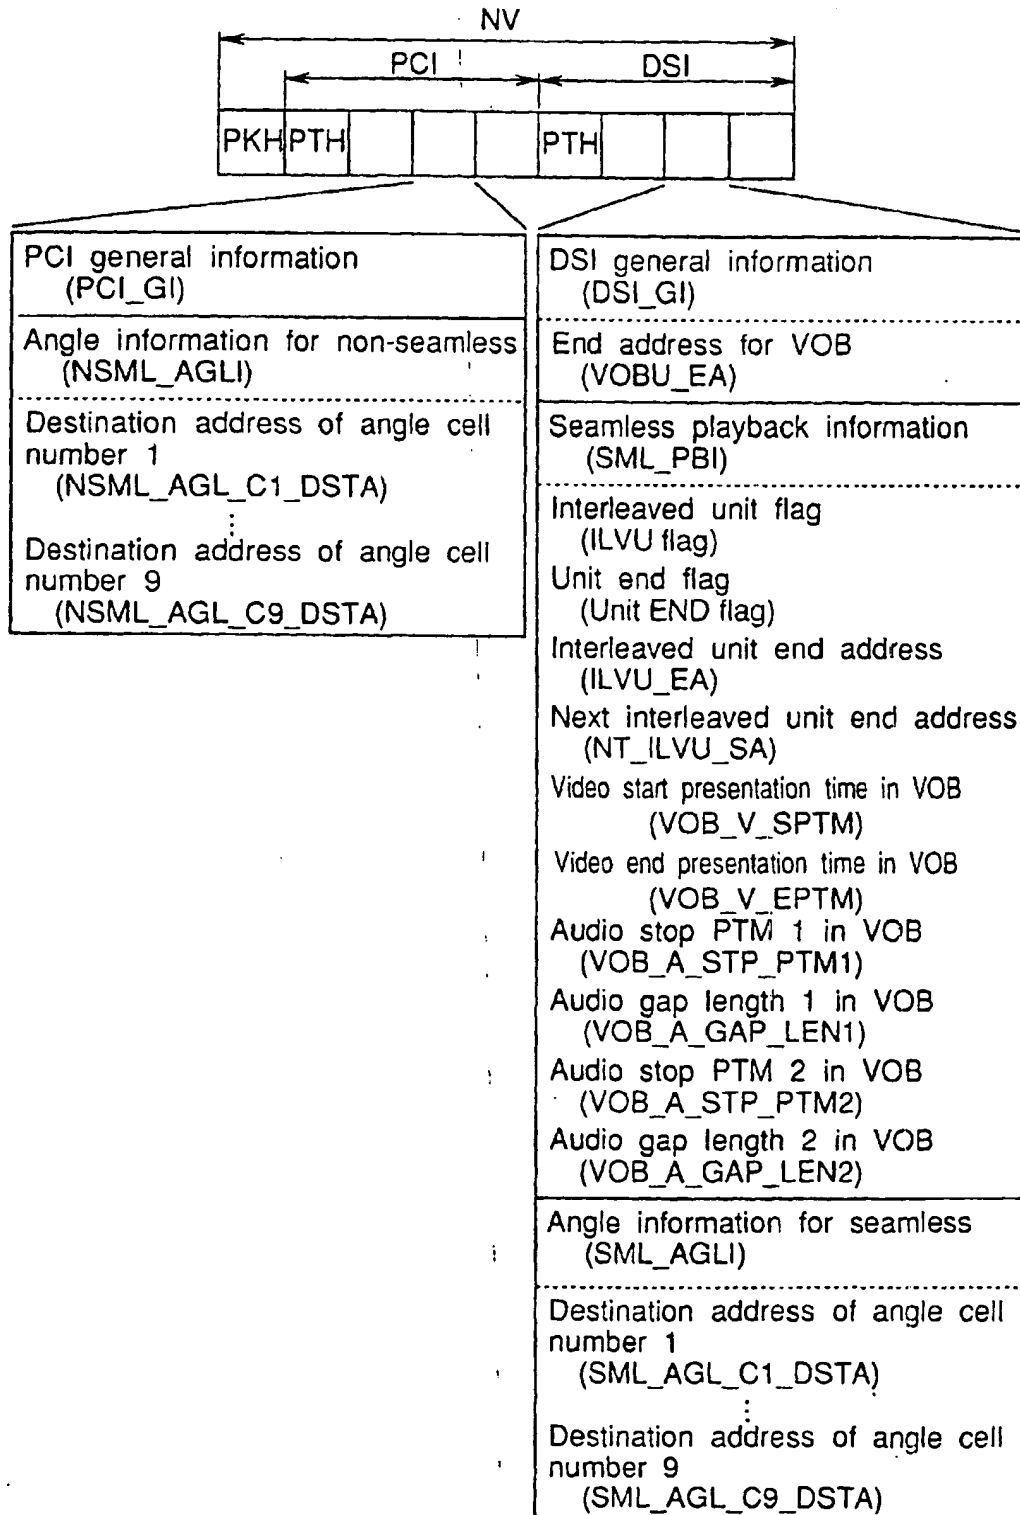 NV
PCI DSI
PKH PTH PTH
PCI general information
(PCI_GI)
Angle information for non-seamless
(NSML_AGLI)
Destination address of angle cell
number 1
(NSML_AGL_C1_DSTA)
Destination address of angle cell
number 9
(NSML_AGL_C9_DSTA)
DSI general information
(DSI_GI)
End address for VOB
(VOBU_EA)
Seamless playback information
(SML_PBI)
Interleaved unit flag
(ILVU flag)
Unit end flag
(Unit END flag)
Interleaved unit end address
(ILVU_EA)
Next interleaved unit end address
(NT_ILVU_SA)
Video start presentation time in VOB
(VOB_V_SPTM)
Video end presentation time in VOB
(VOB_V_EPTM)
Audio stop PTM 1 in VOB
(VOB_A_STP_PTM1)
Audio gap length 1 in VOB
(VOB_A_GAP_LEN1)
Audio stop PTM 2 in VOB
(VOB_A_STP_PTM2)
Audio gap length 2 in VOB
(VOB_A_GAP_LEN2)
Angle information for seamless
(SML_AGLI)
Destination address of angle cell
number 1
(SML_AGL_C1_DSTA)
Destination address of angle cell
number 9
(SML_AGL_C9_DSTA)